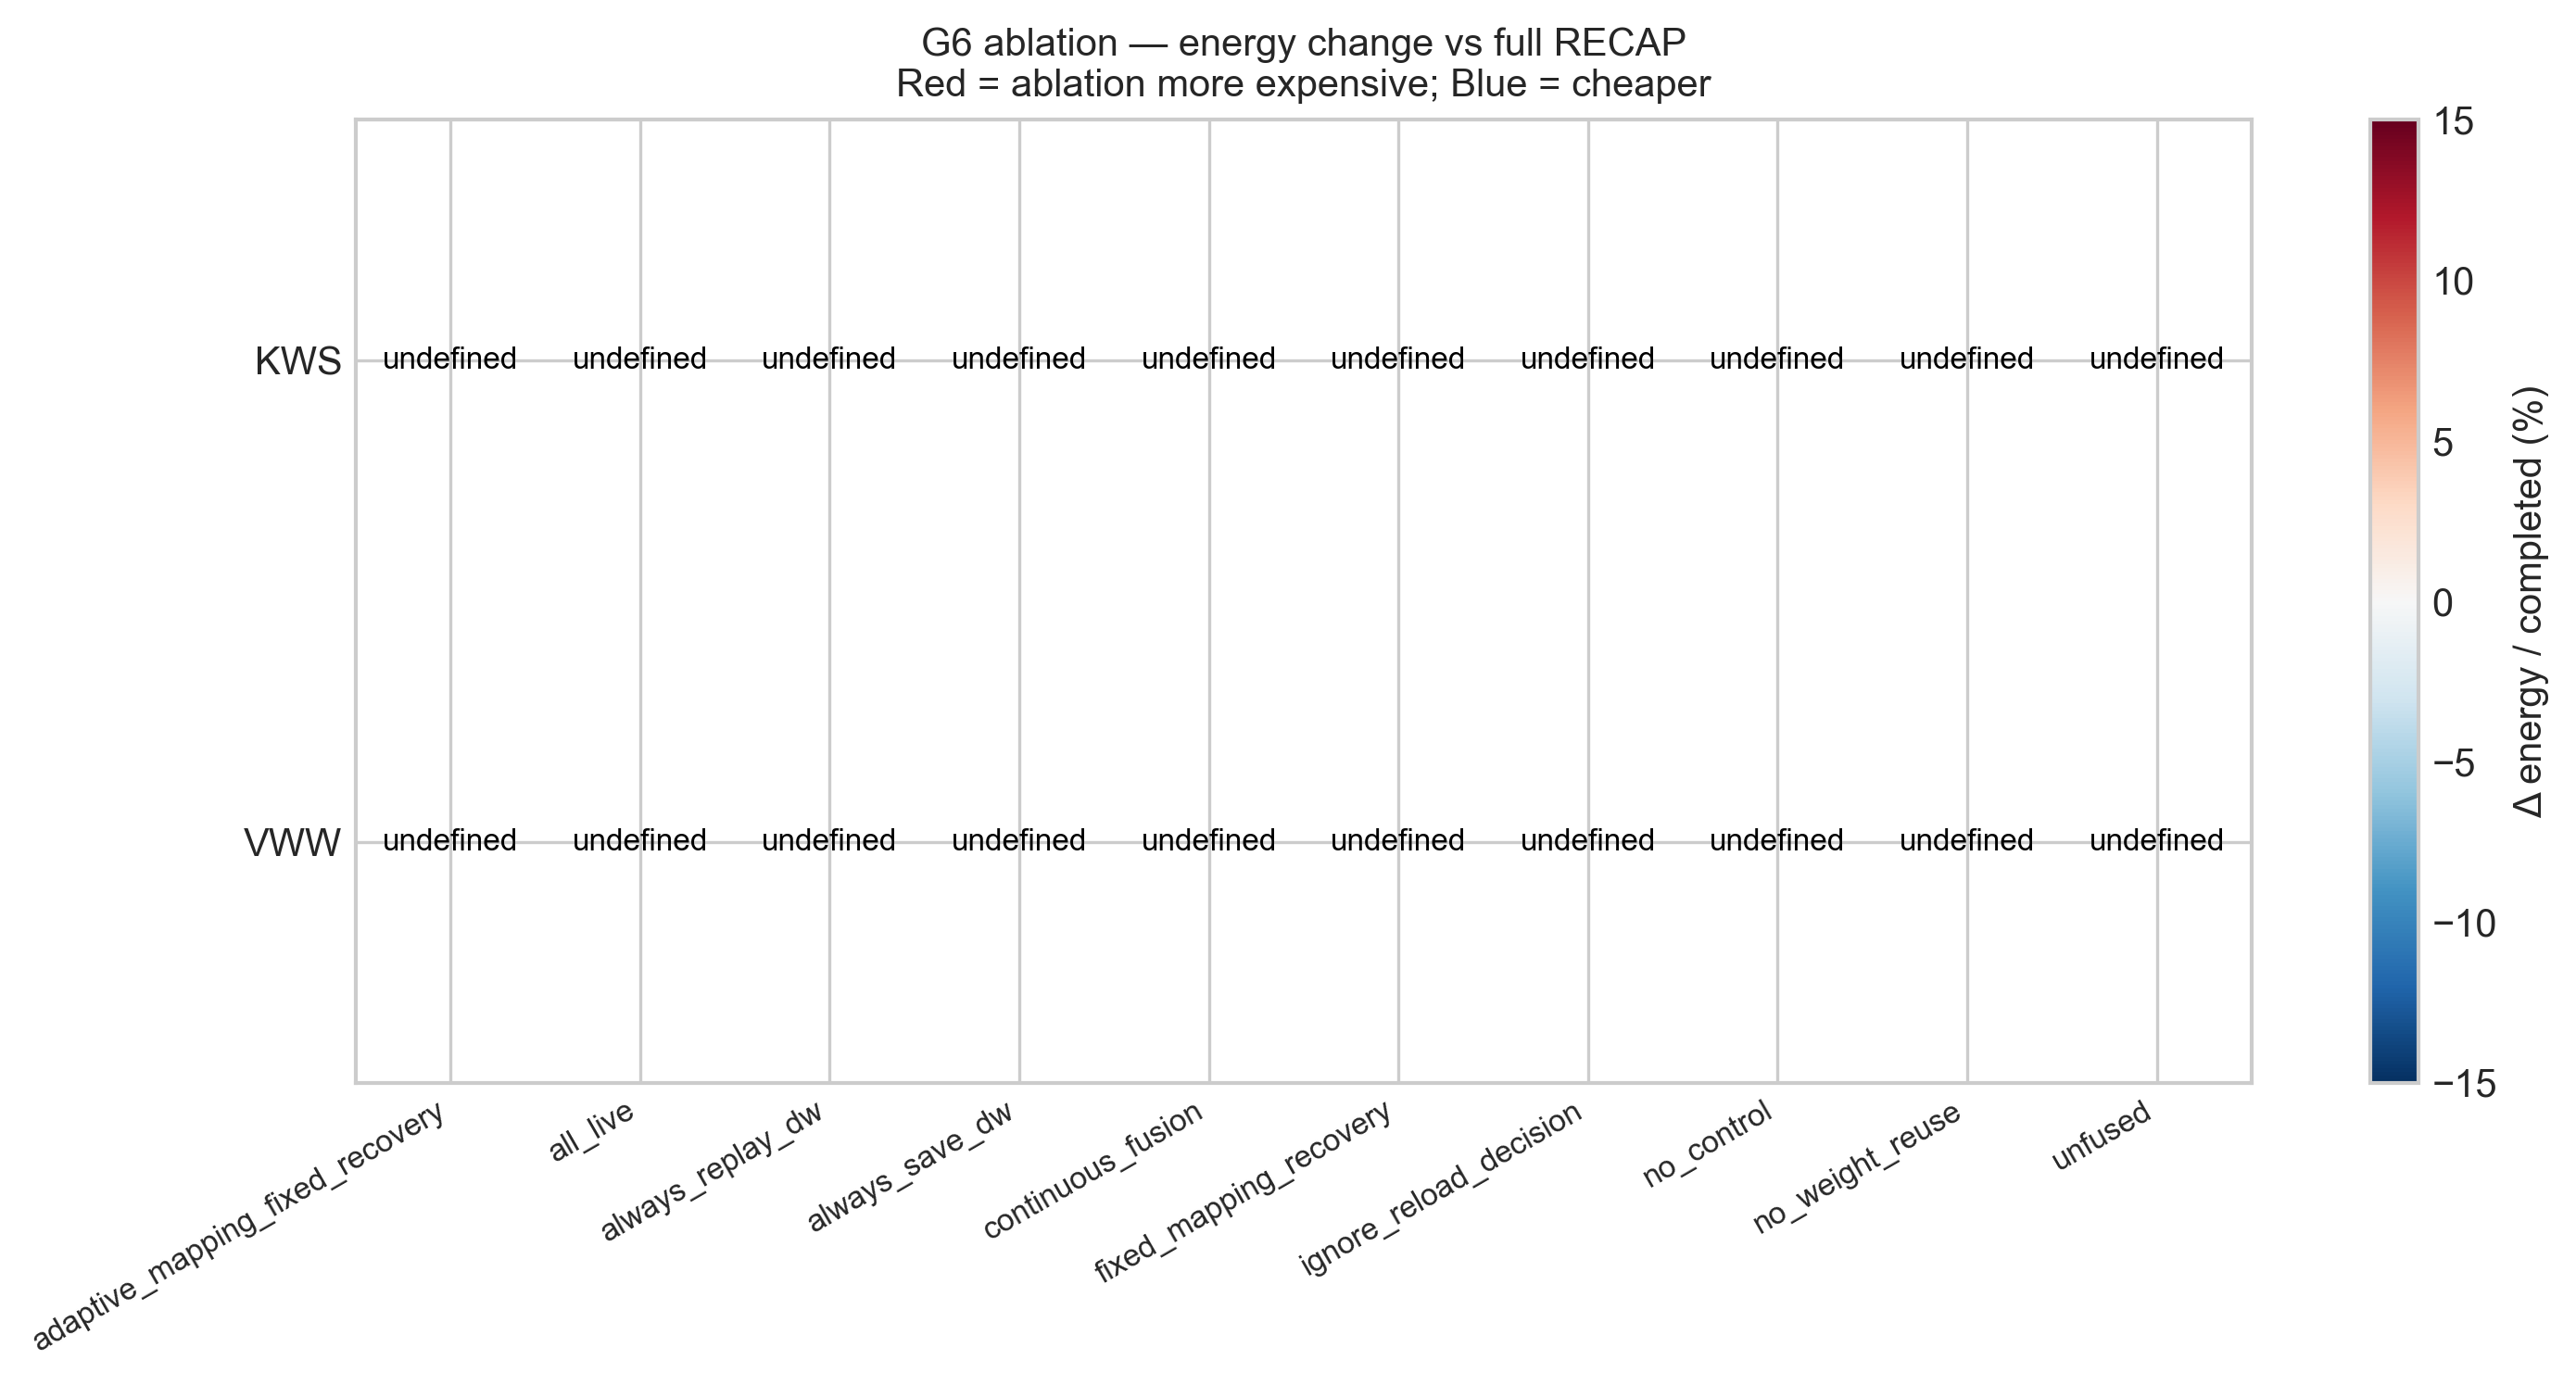 G6 ablation — energy change vs full RECAP
Red = ablation more expensive; Blue = cheaper
KWS
undefined undefined undefined undefined undefined undefined undefined undefined undefined undefined
VWW
undefined undefined undefined undefined undefined undefined undefined undefined undefined undefined
adaptive_mapping_fixed_recovery
all_live
always_replay_dw
always_save_dw
continuous_fusion
fixed_mapping_recovery
ignore_reload_decision
no_control
no_weight_reuse
unfused
15
10
5
0
−5
−10
−15
Δ energy / completed (%)